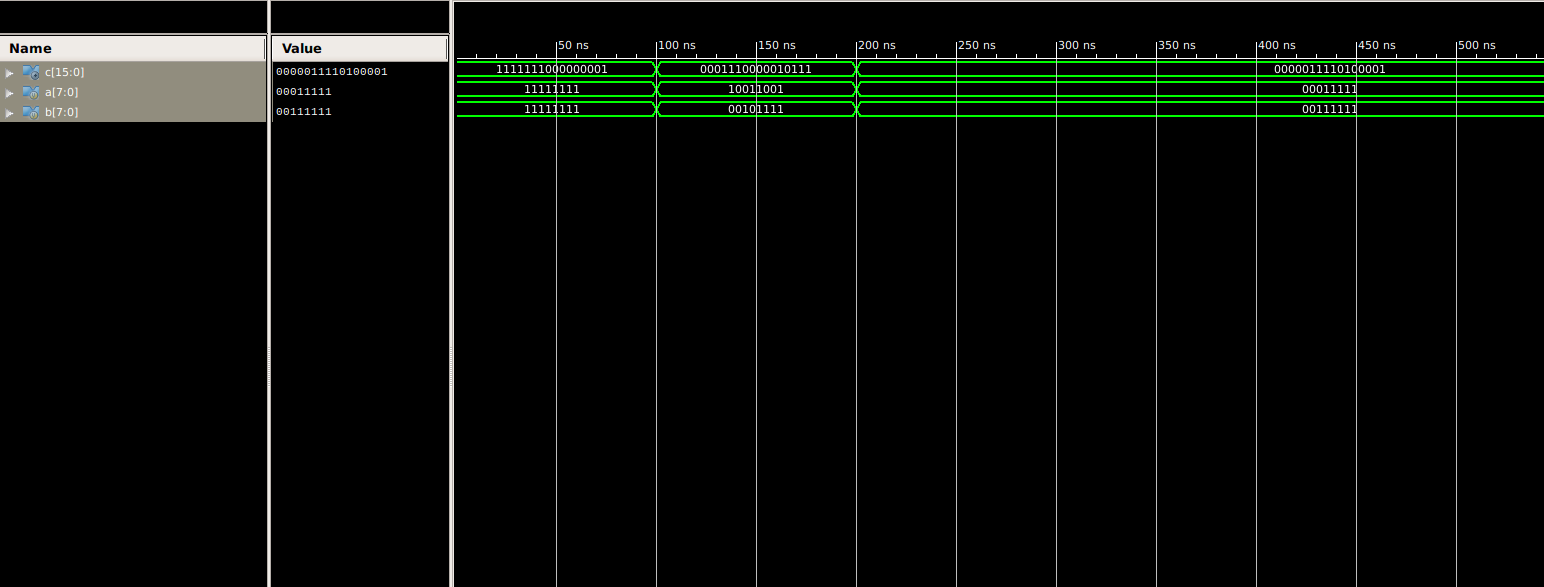 Name Value
50 ns 100 ns 150 ns 200 ns 250 ns 300 ns 350 ns 400 ns 450 ns 500 ns
c[15:0] 0000011110100001 1111111000000001 0001110000010111 0000011110100001
a[7:0] 00011111 11111111 10011001 00011111
b[7:0] 00111111 11111111 00101111 00111111